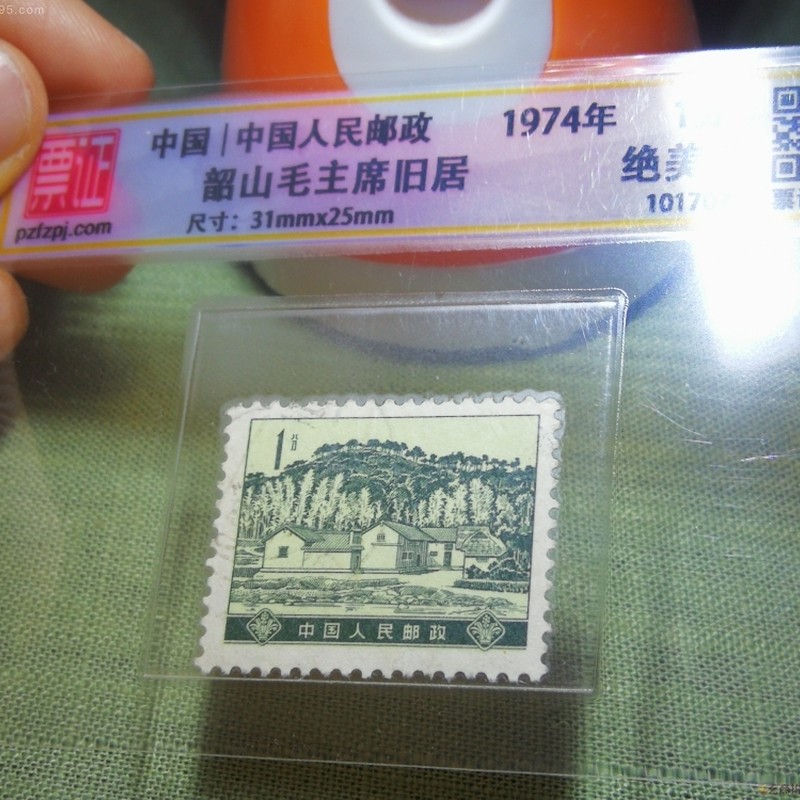 95.com
票证
pzfzpj.com
中国 | 中国人民邮政
韶山毛主席旧居
尺寸：31mmx25mm
1974年
绝美
1分
中国人民邮政